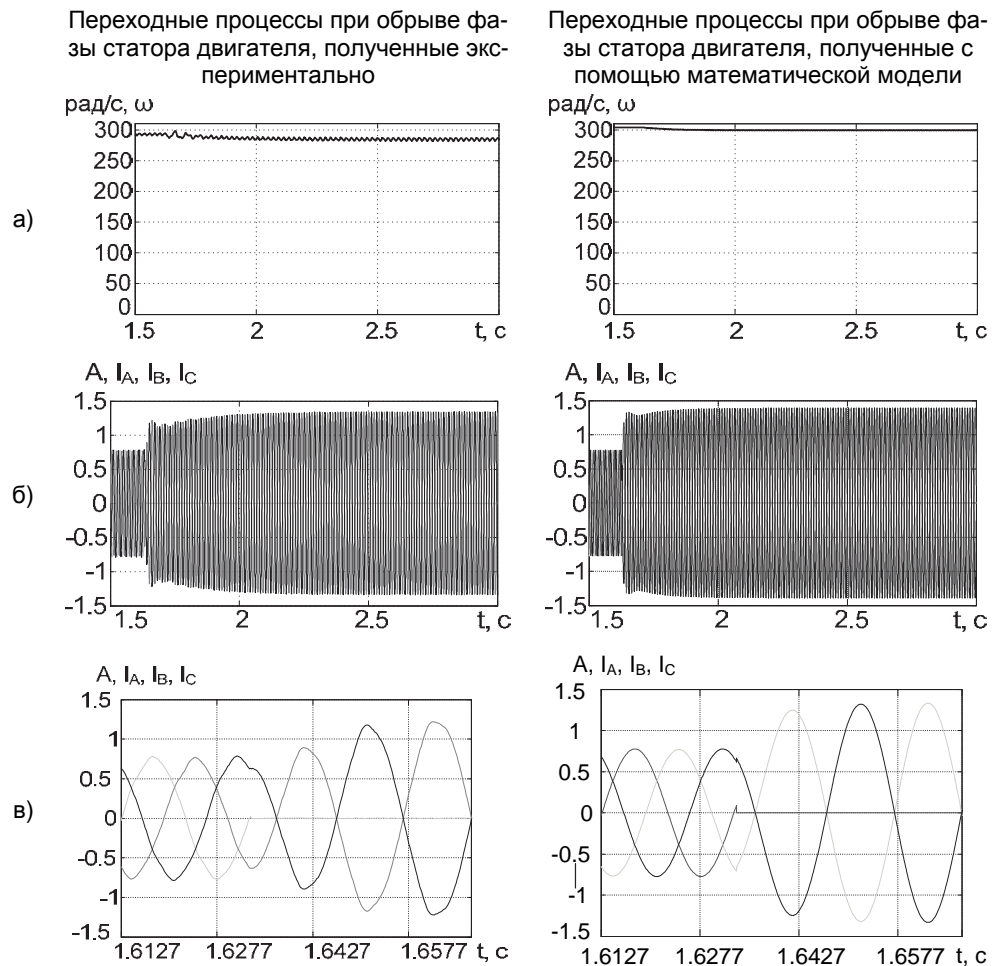 Переходные процессы при обрыве фа-
зы статора двигателя, полученные экс-
периментально
Переходные процессы при обрыве фа-
зы статора двигателя, полученные с
помощью математической модели
а)
рад/с, ω
300
250
200
150
100
50
0
1.5 2 2.5 t, с
рад/с, ω
300
250
200
150
100
50
0
1.5 2 2.5 t, с
б)
А, IA, IB, IC
1.5
1
0.5
0
-0.5
-1
-1.5
2 2.5 t, с
А, IA, IB, IC
1.5
1
0.5
0
-0.5
-1
-1.5
2 2.5 t, с
в)
А, IA, IB, IC
1.5
1
0.5
0
-0.5
-1
-1.5
1.6127 1.6277 1.6427 1.6577 t, с
А, IA, IB, IC
1.5
1
0.5
0
-0.5
-1
-1.5
1.6127 1.6277 1.6427 1.6577 t, с